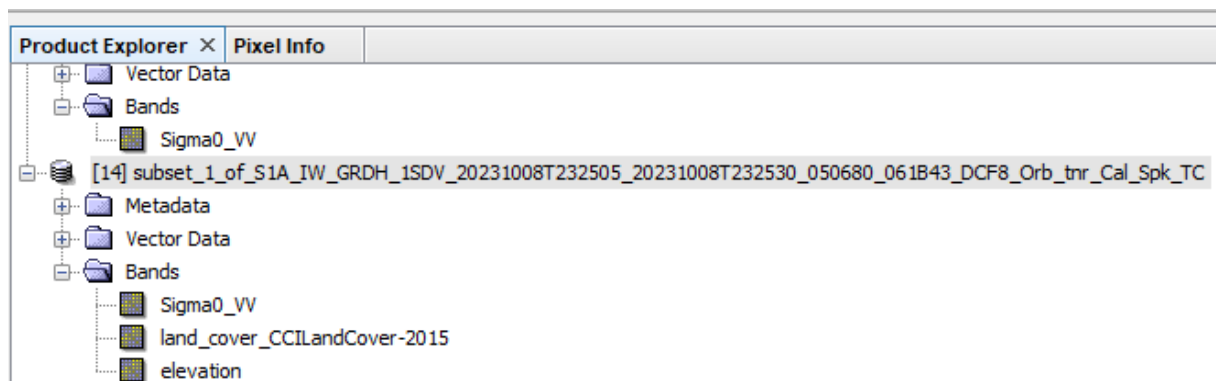 Product Explorer × Pixel Info
Vector Data
Bands
Sigma0_VV
[14] subset_1_of_S1A_IW_GRDH_1SDV_20231008T232505_20231008T232530_050680_061B43_DCF8_Orb_tnr_Cal_Spk_TC
Metadata
Vector Data
Bands
Sigma0_VV
land_cover_CCILandCover-2015
elevation